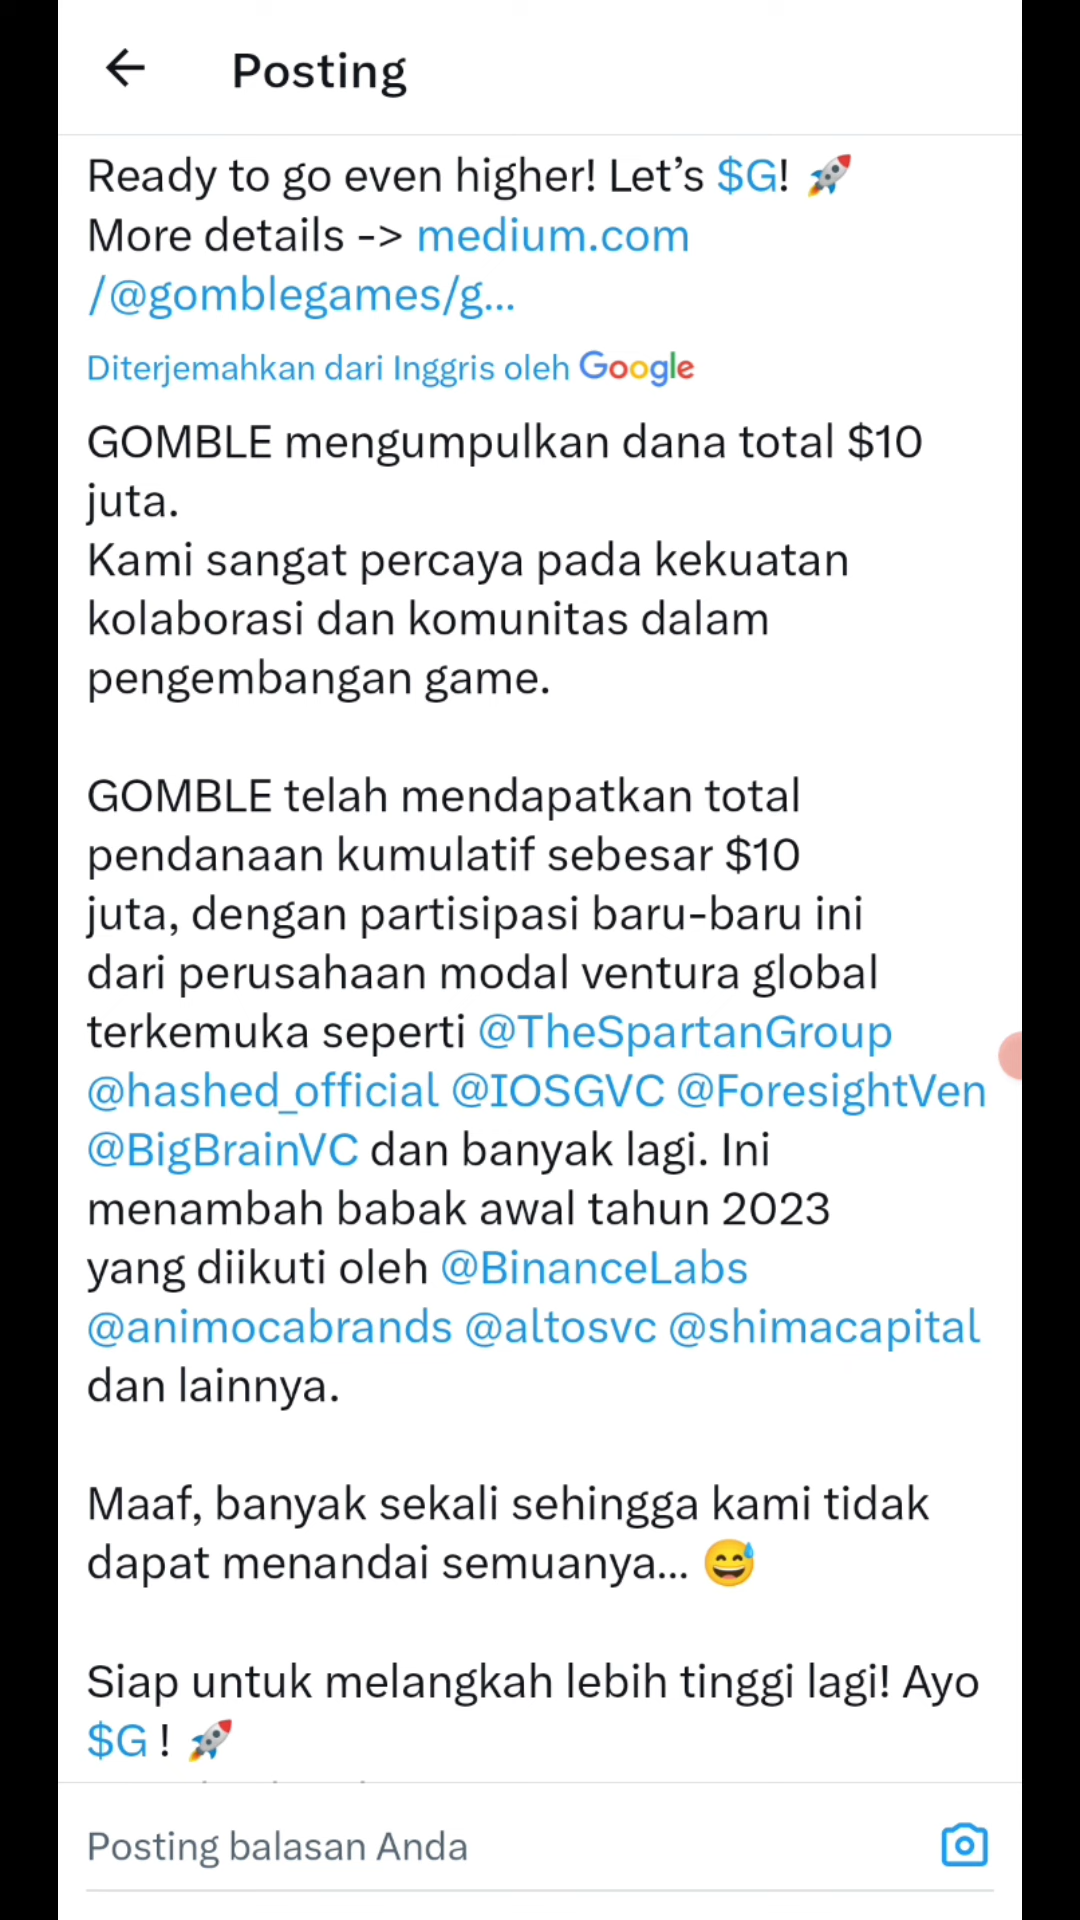 Posting
Ready to go even higher! Let’s $G! 🚀
More details -> medium.com
/@gomblegames/g...
Diterjemahkan dari Inggris oleh Google
GOMBLE mengumpulkan dana total $10
juta.
Kami sangat percaya pada kekuatan
kolaborasi dan komunitas dalam
pengembangan game.
GOMBLE telah mendapatkan total
pendanaan kumulatif sebesar $10
juta, dengan partisipasi baru-baru ini
dari perusahaan modal ventura global
terkemuka seperti @TheSpartanGroup
@hashed_official @IOSGVC @ForesightVen
@BigBrainVC dan banyak lagi. Ini
menambah babak awal tahun 2023
yang diikuti oleh @BinanceLabs
@animocabrands @altosvc @shimacapital
dan lainnya.
Maaf, banyak sekali sehingga kami tidak
dapat menandai semuanya... 😅
Siap untuk melangkah lebih tinggi lagi! Ayo
$G ! 🚀
Posting balasan Anda